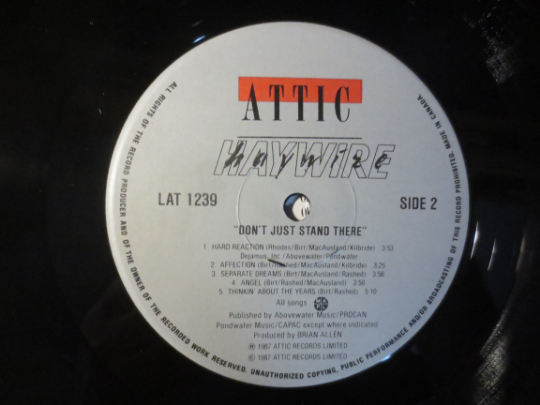 ATTIC
HAYWIRE
haywire
LAT 1239
SIDE 2
"DON'T JUST STAND THERE"
1. HARD REACTION (Rhodes/Birt/MacAusland/Kilbride) 3:53
Depimus, Inc./Abovewater/Pondwater
2. AFFECTION (Birt/Rashed/MacAusland/Kilbride) 3:25
3. SEPARATE DREAMS (Birt/MacAusland/Rashed) 3:56
4. ANGEL (Birt/Rashed/MacAusland) 3:50
5. THINKIN' ABOUT THE YEARS (Birt/Rashed) 5:10
All songs
Published by Abovewater Music/PROCAN
Pondwater Music/CAPAC except where indicated
Produced by BRIAN ALLEN
℗ 1987 ATTIC RECORDS LIMITED
© 1987 ATTIC RECORDS LIMITED
ALL RIGHTS OF THE RECORD PRODUCER AND OF THE OWNER OF THE RECORDED WORK RESERVED. UNAUTHORIZED COPYING, PUBLIC PERFORMANCE AND/OR BROADCASTING OF THIS RECORD PROHIBITED. MADE IN CANADA.